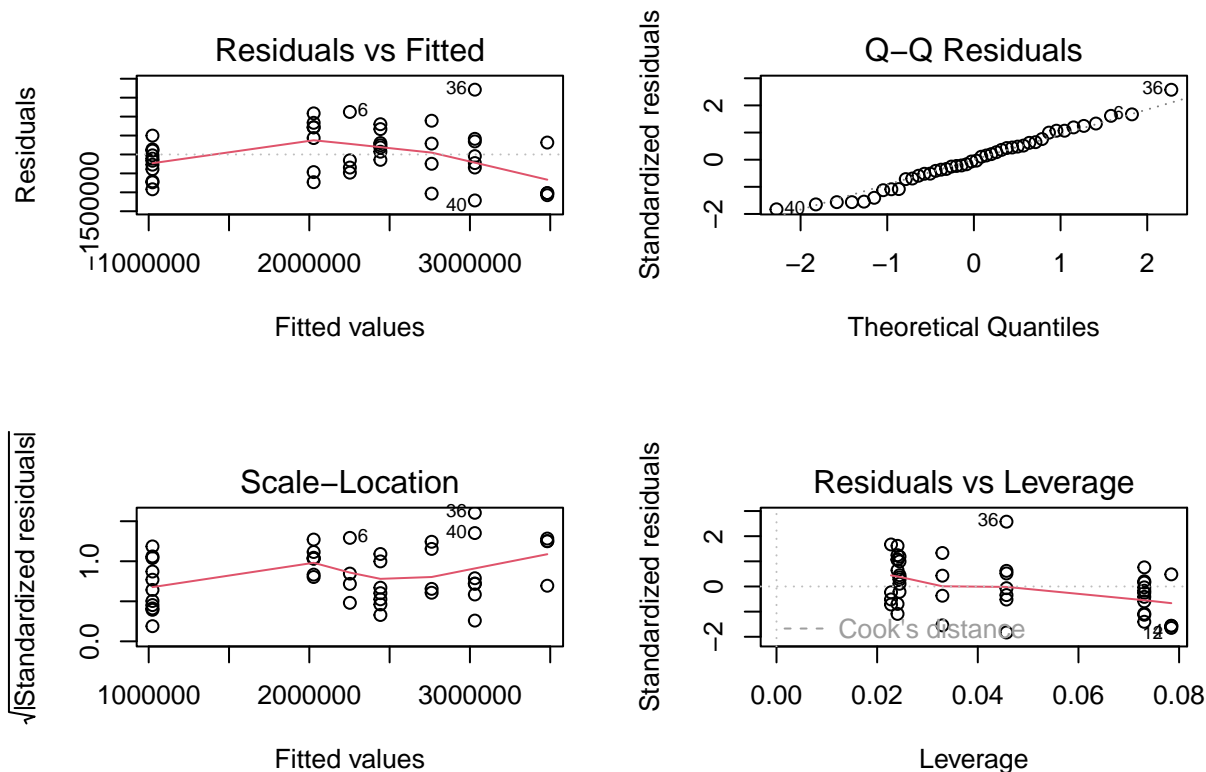 Residuals vs Fitted
Residuals
−1500000
36
6
40
1000000 2000000 3000000
Fitted values
Q−Q Residuals
Standardized residuals
−2 0 2
36
6
40
−2 −1 0 1 2
Theoretical Quantiles
Scale−Location
√|Standardized residuals|
0.0 1.0
36
40
6
1000000 2000000 3000000
Fitted values
Residuals vs Leverage
Standardized residuals
−2 0 1 2
36
Cook's distance
0.00 0.02 0.04 0.06 0.08
Leverage